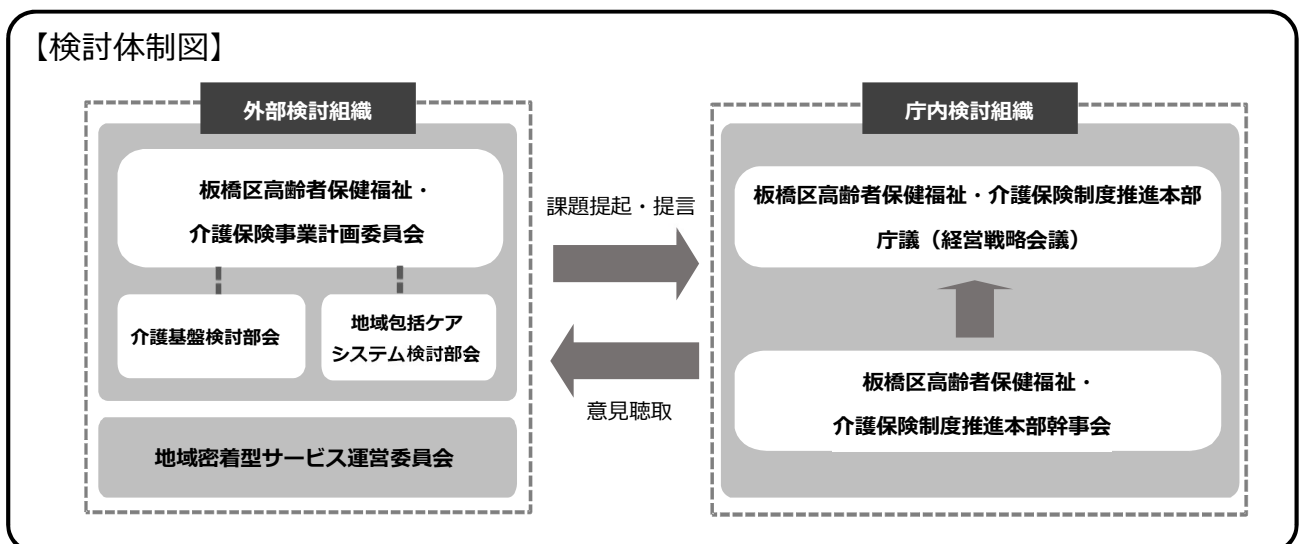 【検討体制図】
外部検討組織
板橋区高齢者保健福祉・
介護保険事業計画委員会
介護基盤検討部会
地域包括ケア
システム検討部会
地域密着型サービス運営委員会
課題提起・提言
意見聴取
庁内検討組織
板橋区高齢者保健福祉・介護保険制度推進本部
庁議（経営戦略会議）
板橋区高齢者保健福祉・
介護保険制度推進本部幹事会